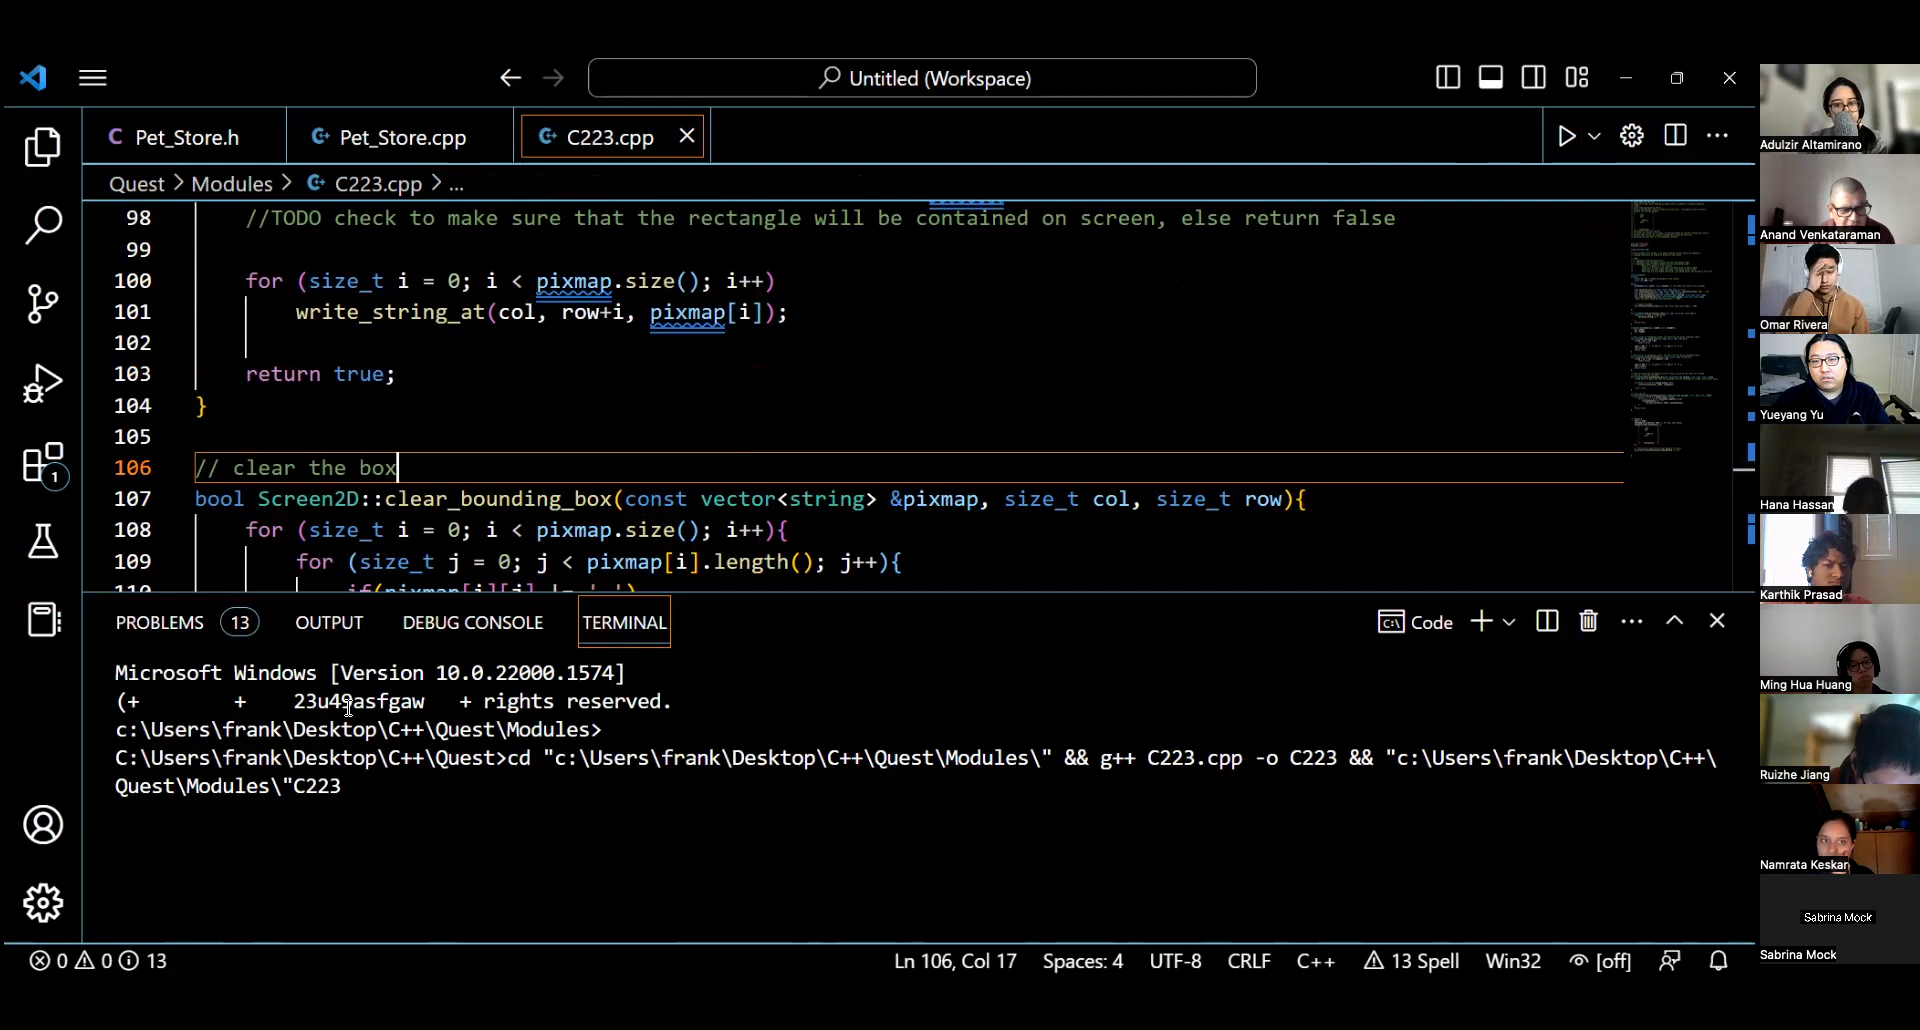 Untitled (Workspace)
Pet_Store.h
Pet_Store.cpp
C223.cpp
Quest > Modules > C223.cpp > ...
98 //TODO check to make sure that the rectangle will be contained on screen, else return false
99
100 for (size_t i = 0; i < pixmap.size(); i++)
101 write_string_at(col, row+i, pixmap[i]);
102
103 return true;
104 }
105
106 // clear the box
107 bool Screen2D::clear_bounding_box(const vector<string> &pixmap, size_t col, size_t row){
108 for (size_t i = 0; i < pixmap.size(); i++){
109 for (size_t j = 0; j < pixmap[i].length(); j++){
110 if(pixmap[i][j] != ' ')
1
PROBLEMS 13 OUTPUT DEBUG CONSOLE TERMINAL
Code
Microsoft Windows [Version 10.0.22000.1574]
(+ + 23u49asfgaw + rights reserved.
c:\Users\frank\Desktop\C++\Quest\Modules>
C:\Users\frank\Desktop\C++\Quest>cd "c:\Users\frank\Desktop\C++\Quest\Modules\" && g++ C223.cpp -o C223 && "c:\Users\frank\Desktop\C++\
Quest\Modules\"C223
0 0 13
Ln 106, Col 17 Spaces: 4 UTF-8 CRLF C++ 13 Spell Win32 [off]
Adulzir Altamirano
Anand Venkataraman
Omar Rivera
Yueyang Yu
Hana Hassan
Karthik Prasad
Ming Hua Huang
Ruizhe Jiang
Namrata Keskar
Sabrina Mock
Sabrina Mock